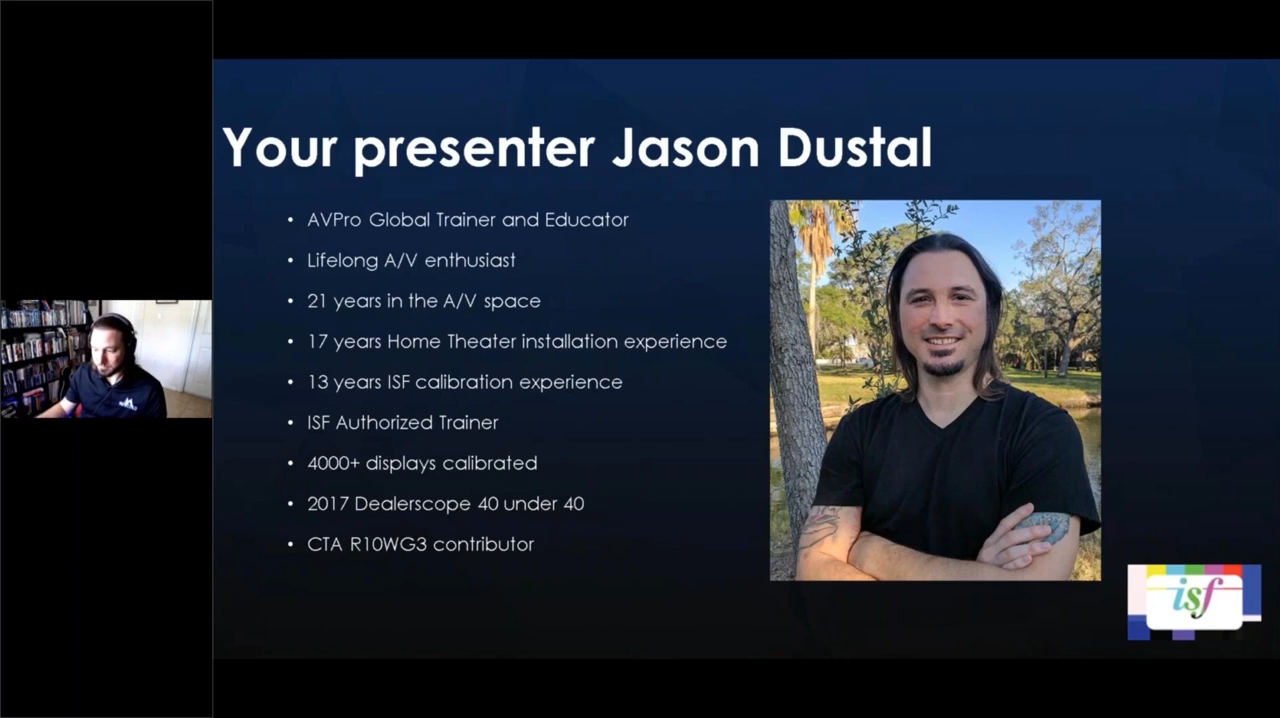 Your presenter Jason Dustal
• AVPro Global Trainer and Educator
• Lifelong A/V enthusiast
• 21 years in the A/V space
• 17 years Home Theater installation experience
• 13 years ISF calibration experience
• ISF Authorized Trainer
• 4000+ displays calibrated
• 2017 Dealerscope 40 under 40
• CTA R10WG3 contributor
isf